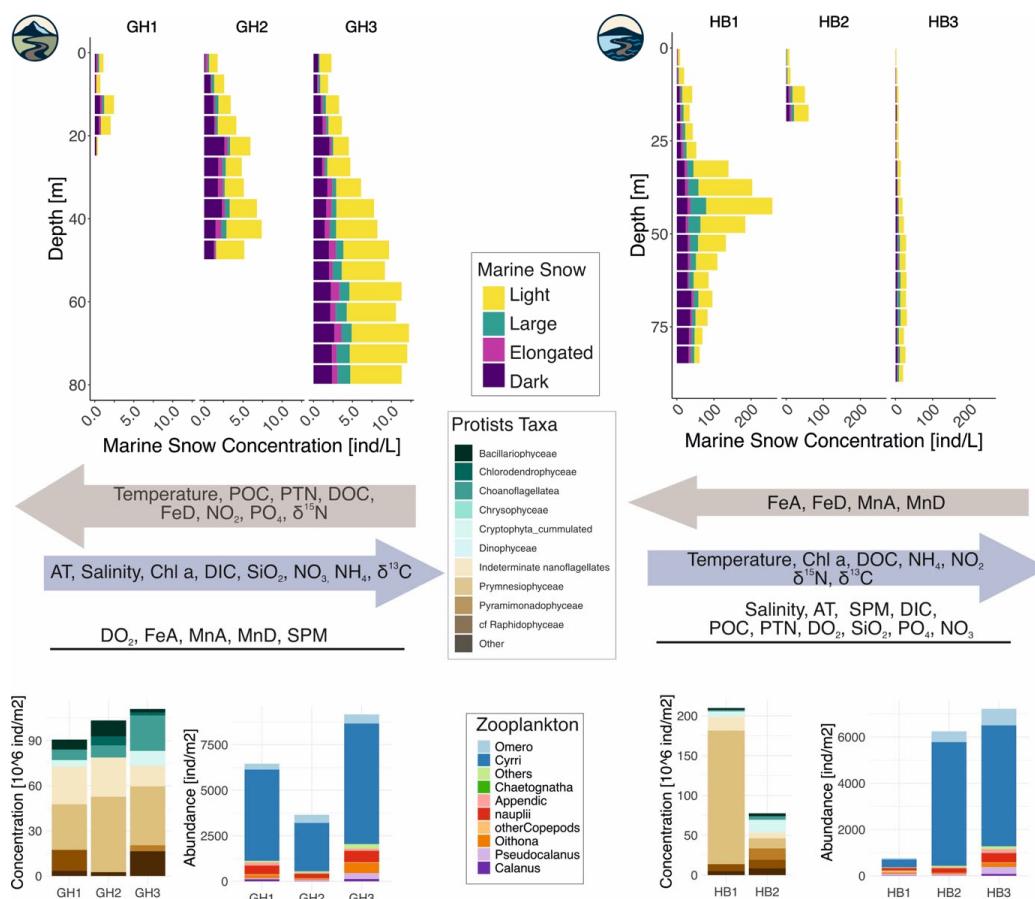 GH1
GH2
GH3
0
20
40
60
80
Depth [m]
0.0
5.0
10.0
0.0
5.0
10.0
0.0
5.0
10.0
Marine Snow Concentration [ind/L]
HB1
HB2
HB3
0
25
50
75
Depth [m]
0
100
200
0
100
200
0
100
200
Marine Snow Concentration [ind/L]
Marine Snow
Light
Large
Elongated
Dark
Temperature, POC, PTN, DOC,
FeD, NO₂, PO₄, δ¹⁵N
AT, Salinity, Chl a, DIC, SiO₂, NO₃, NH₄, δ¹³C
DO₂, FeA, MnA, MnD, SPM
Protists Taxa
Bacillariophyceae
Chlorodendrophyceae
Choanoflagellatea
Chrysophyceae
Cryptophyta_cummulated
Dinophyceae
Indeterminate nanoflagellates
Prymnesiophyceae
Pyramimonadophyceae
cf Raphidophyceae
Other
FeA, FeD, MnA, MnD
Temperature, Chl a, DOC, NH₄, NO₂
δ¹⁵N, δ¹³C
Salinity, AT, SPM, DIC,
POC, PTN, DO₂, SiO₂, PO₄, NO₃
Concentration [10^6 ind/m2]
90
60
30
0
GH1
GH2
GH3
Abundance [ind/m2]
7500
5000
2500
0
GH1
GH2
GH3
Zooplankton
Omero
Cyrri
Others
Chaetognatha
Appendic
nauplii
otherCopepods
Oithona
Pseudocalanus
Calanus
Concentration [10^6 ind/m2]
200
150
100
50
0
HB1
HB2
Abundance [ind/m2]
6000
4000
2000
0
HB1
HB2
HB3